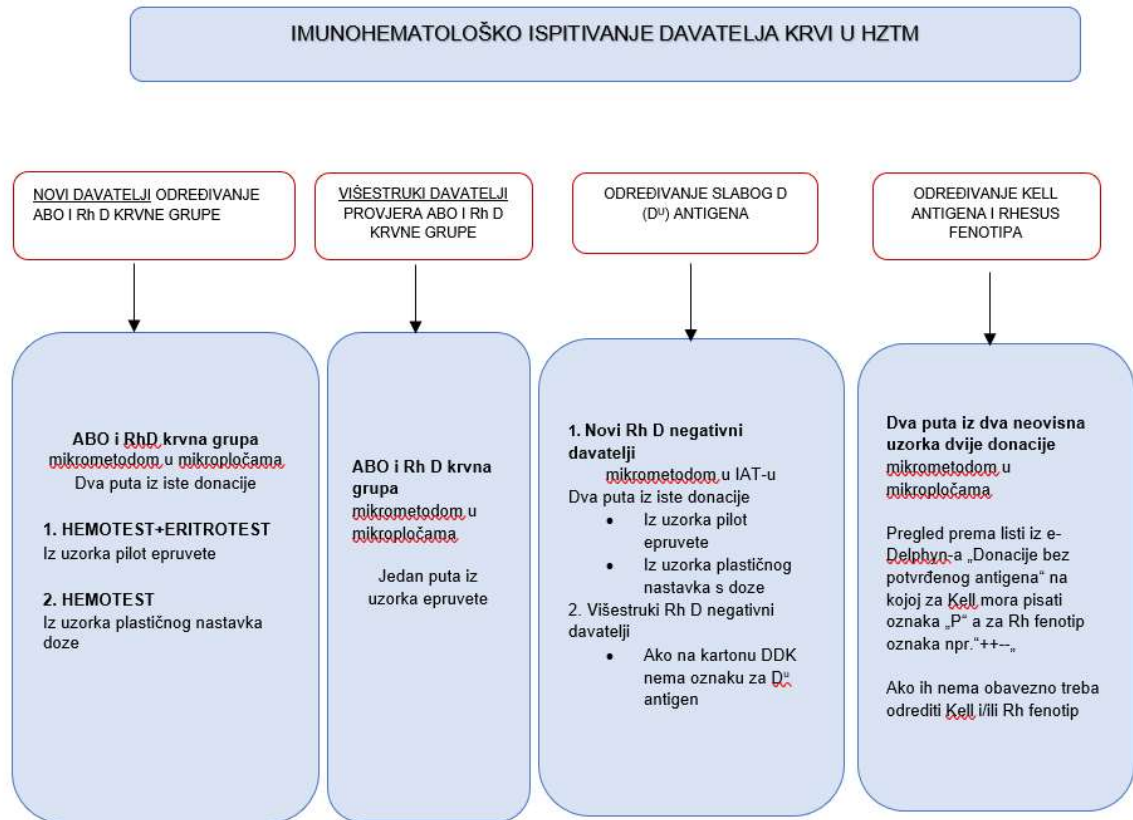 IMUNOHEMATOLOŠKO ISPITIVANJE DAVATELJA KRVI U HZTM
NOVI DAVATELJI ODREĐIVANJE
ABO I Rh D KRVNE GRUPE
VIŠESTRUKI DAVATELJI
PROVJERA ABO I Rh D
KRVNE GRUPE
ODREĐIVANJE SLABOG D
(Dᵁ) ANTIGENA
ODREĐIVANJE KELL
ANTIGENA I RHESUS
FENOTIPA
ABO i RhD krvna grupa
mikrometodom u mikropločama
Dva puta iz iste donacije
1. HEMOTEST+ERITROTEST
Iz uzorka pilot epruvete
2. HEMOTEST
Iz uzorka plastičnog nastavka
doze
ABO i Rh D krvna
grupa
mikrometodom u
mikropločama
Jedan puta iz
uzorka epruvete
1. Novi Rh D negativni
davatelji
mikrometodom u IAT-u
Dva puta iz iste donacije
• Iz uzorka pilot
epruvete
• Iz uzorka plastičnog
nastavka s doze
2. Višestruki Rh D negativni
davatelji
• Ako na kartonu DDK
nema oznaku za Dᵘ
antigen
Dva puta iz dva neovisna
uzorka dvije donacije
mikrometodom u
mikropločama
Pregled prema listi iz e-
Delphyn-a „Donacije bez
potvrđenog antigena“ na
kojoj za Kell mora pisati
oznaka „P“ a za Rh fenotip
oznaka npr.“++--„
Ako ih nema obavezno treba
odrediti Kell i/ili Rh fenotip